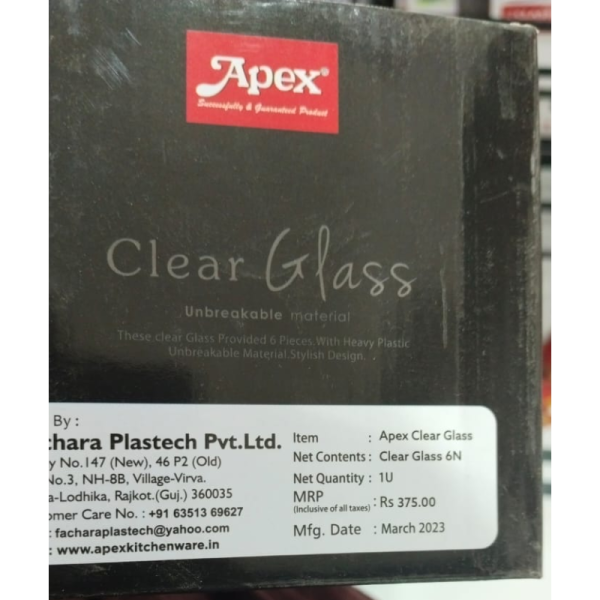 Apex®
Successfully & Guaranteed Product
Clear Glass
Unbreakable material
These clear Glass Provided 6 Pieces.With Heavy Plastic
Unbreakable Material.Stylish Design.
By :
hara Plastech Pvt.Ltd.
y No.147 (New), 46 P2 (Old)
No.3, NH-8B, Village-Virva.
a-Lodhika, Rajkot.(Guj.) 360035
omer Care No. : +91 63513 69627
: facharaplastech@yahoo.com
: www.apexkitchenware.in
Item : Apex Clear Glass
Net Contents : Clear Glass 6N
Net Quantity : 1U
MRP : Rs 375.00
(Inclusive of all taxes)
Mfg. Date : March 2023